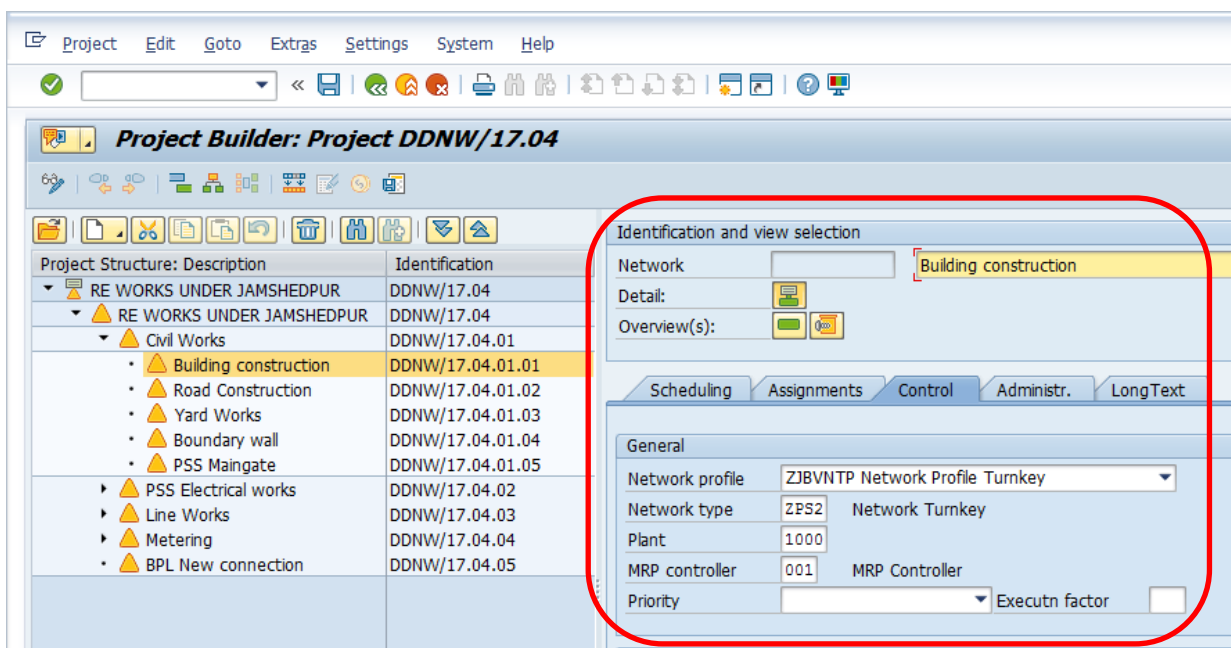 Project Edit Goto Extras Settings System Help
Project Builder: Project DDNW/17.04
Project Structure: Description Identification
RE WORKS UNDER JAMSHEDPUR DDNW/17.04
RE WORKS UNDER JAMSHEDPUR DDNW/17.04
Civil Works DDNW/17.04.01
Building construction DDNW/17.04.01.01
Road Construction DDNW/17.04.01.02
Yard Works DDNW/17.04.01.03
Boundary wall DDNW/17.04.01.04
PSS Maingate DDNW/17.04.01.05
PSS Electrical works DDNW/17.04.02
Line Works DDNW/17.04.03
Metering DDNW/17.04.04
BPL New connection DDNW/17.04.05
Identification and view selection
Network Building construction
Detail:
Overview(s):
Scheduling Assignments Control Administr. LongText
General
Network profile ZJBVNTP Network Profile Turnkey
Network type ZPS2 Network Turnkey
Plant 1000
MRP controller 001 MRP Controller
Priority Executn factor